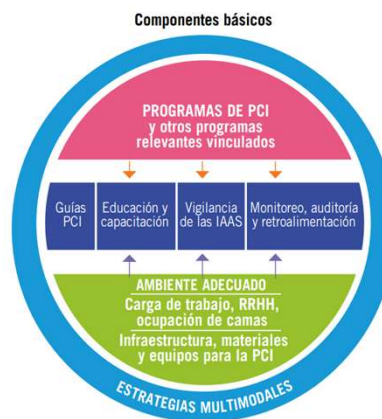 Componentes básicos
PROGRAMAS DE PCI
y otros programas
relevantes vinculados
Guías
PCI
Educación y
capacitación
Vigilancia
de las IAAS
Monitoreo, auditoría
y retroalimentación
AMBIENTE ADECUADO
Carga de trabajo, RRHH,
ocupación de camas
Infraestructura, materiales
y equipos para la PCI
ESTRATEGIAS MULTIMODALES